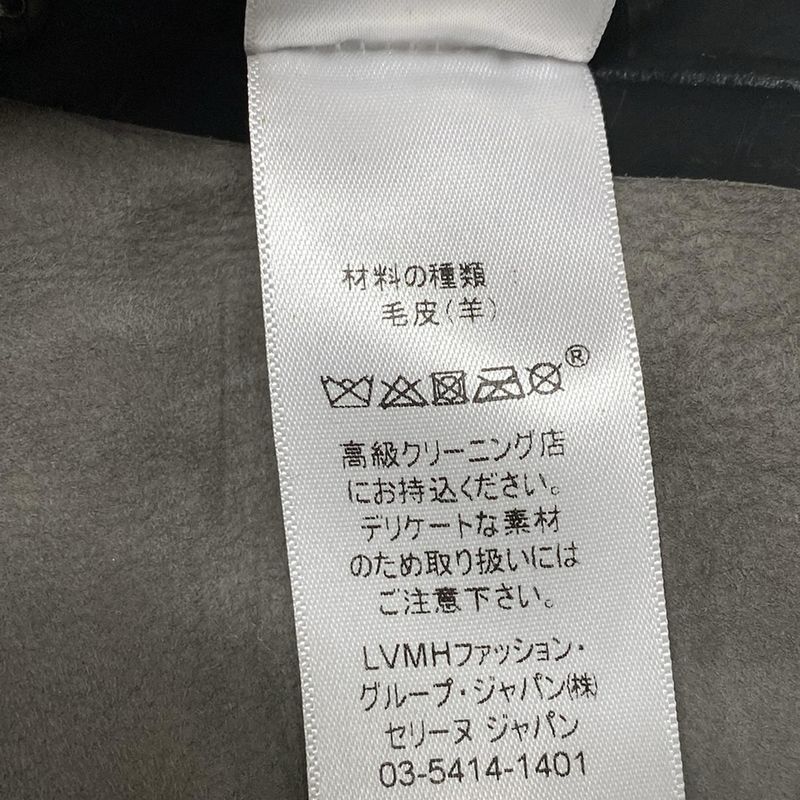 材料の種類
毛皮(羊)
®
高級クリーニング店
にお持込ください。
デリケートな素材
のため取り扱いには
ご注意下さい。
LVMHファッション・
グループ・ジャパン(株)
セリーヌ ジャパン
03-5414-1401